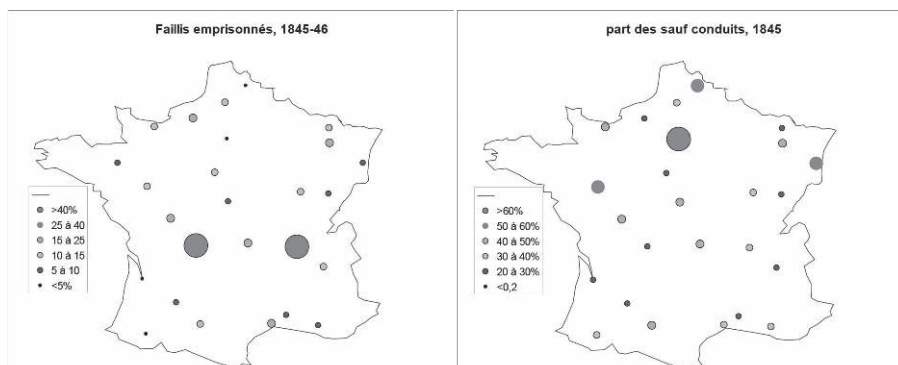 Faillis emprisonnés, 1845-46
>40%
25 à 40
15 à 25
10 à 15
5 à 10
<5%
part des sauf conduits, 1845
>60%
50 à 60%
40 à 50%
30 à 40%
20 à 30%
<0,2